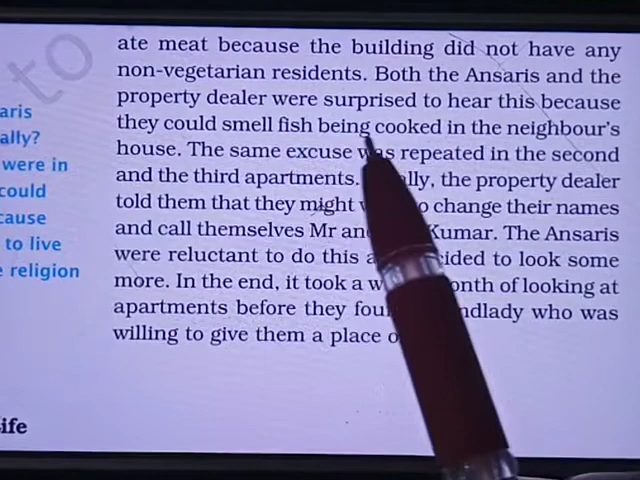 to
ate meat because the building did not have any
non-vegetarian residents. Both the Ansaris and the
property dealer were surprised to hear this because
they could smell fish being cooked in the neighbour's
house. The same excuse was repeated in the second
and the third apartments. lly, the property dealer
told them that they might o change their names
and call themselves Mr an Kumar. The Ansaris
were reluctant to do this a cided to look some
more. In the end, it took a w onth of looking at
apartments before they fou ndlady who was
willing to give them a place o
aris
ally?
were in
could
cause
to live
religion
ife